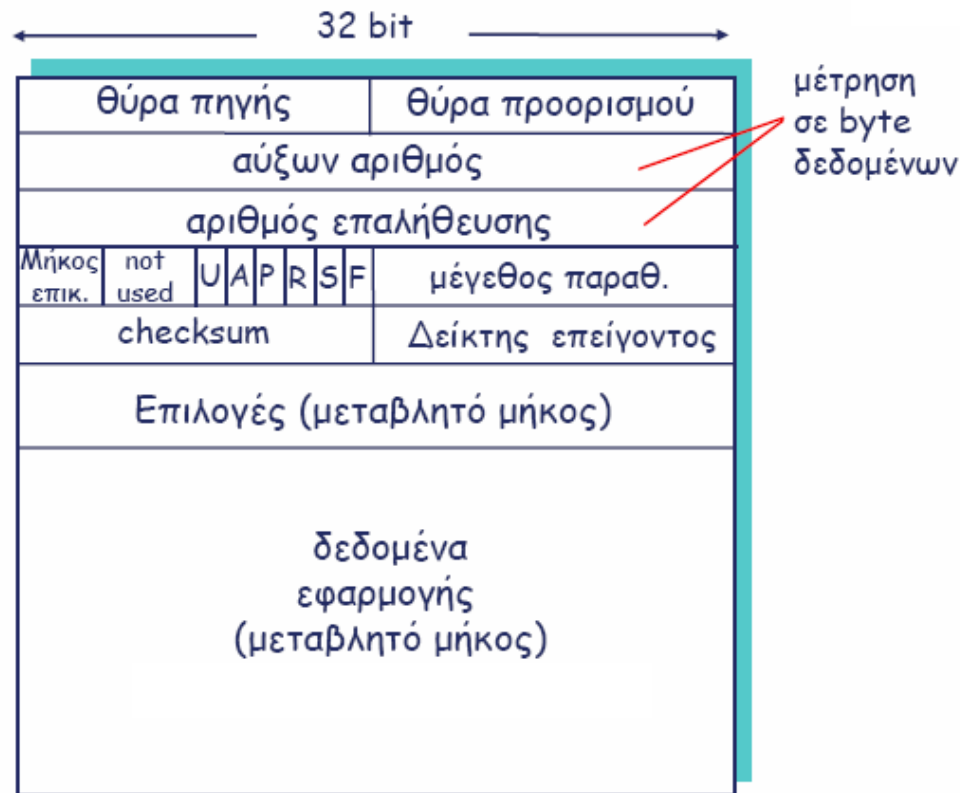 32 bit
θύρα πηγής
θύρα προορισμού
μέτρηση
σε byte
δεδομένων
αύξων αριθμός
αριθμός επαλήθευσης
Μήκος
επικ.
not
used
U A P R S F
μέγεθος παραθ.
checksum
Δείκτης επείγοντος
Επιλογές (μεταβλητό μήκος)
δεδομένα
εφαρμογής
(μεταβλητό μήκος)